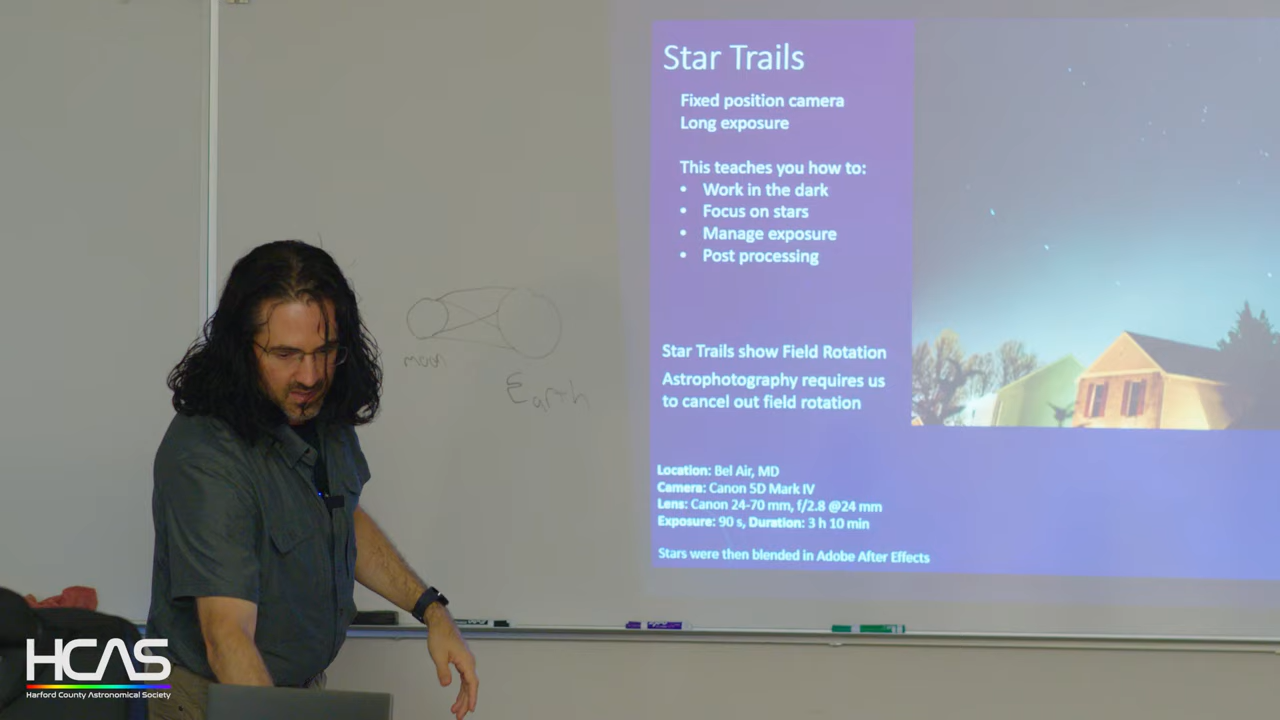 Star Trails
Fixed position camera
Long exposure
This teaches you how to:
• Work in the dark
• Focus on stars
• Manage exposure
• Post processing
Star Trails show Field Rotation
Astrophotography requires us
to cancel out field rotation
Location: Bel Air, MD
Camera: Canon 5D Mark IV
Lens: Canon 24-70 mm, f/2.8 @24 mm
Exposure: 90 s, Duration: 3 h 10 min
Stars were then blended in Adobe After Effects
moon
Earth
HCAS
Harford County Astronomical Society